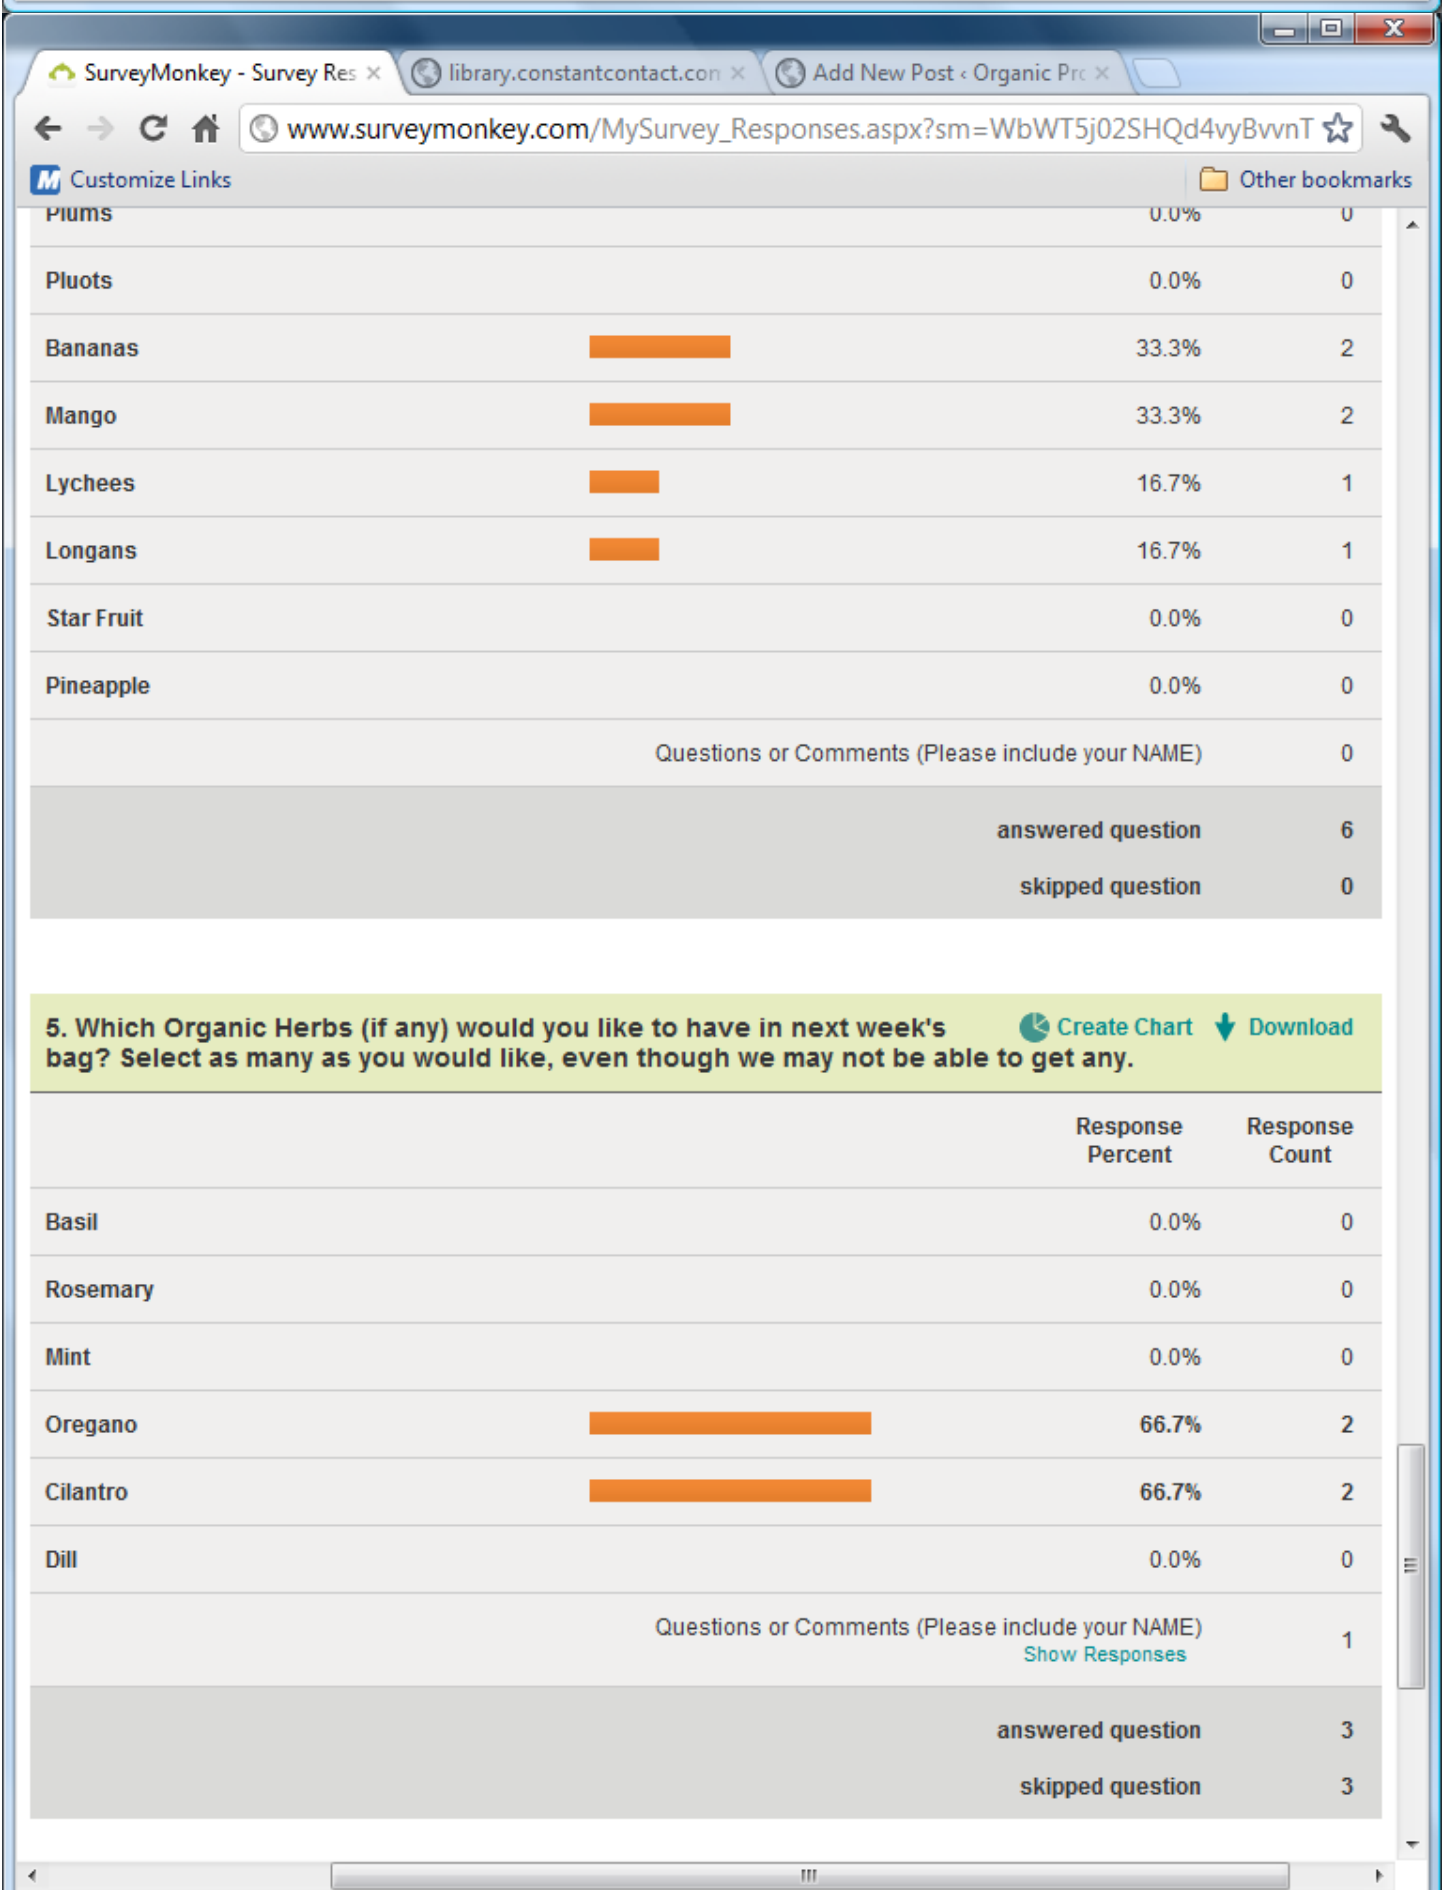 SurveyMonkey - Survey Res
library.constantcontact.con
Add New Post ‹ Organic Pro
www.surveymonkey.com/MySurvey_Responses.aspx?sm=WbWT5j02SHQd4vyBvvnT
Customize Links
Other bookmarks
Plums 0.0% 0
Pluots 0.0% 0
Bananas 33.3% 2
Mango 33.3% 2
Lychees 16.7% 1
Longans 16.7% 1
Star Fruit 0.0% 0
Pineapple 0.0% 0
Questions or Comments (Please include your NAME) 0
answered question 6
skipped question 0
5. Which Organic Herbs (if any) would you like to have in next week's
bag? Select as many as you would like, even though we may not be able to get any.
Create Chart Download
Response Percent
Response Count
Basil 0.0% 0
Rosemary 0.0% 0
Mint 0.0% 0
Oregano 66.7% 2
Cilantro 66.7% 2
Dill 0.0% 0
Questions or Comments (Please include your NAME)
Show Responses 1
answered question 3
skipped question 3